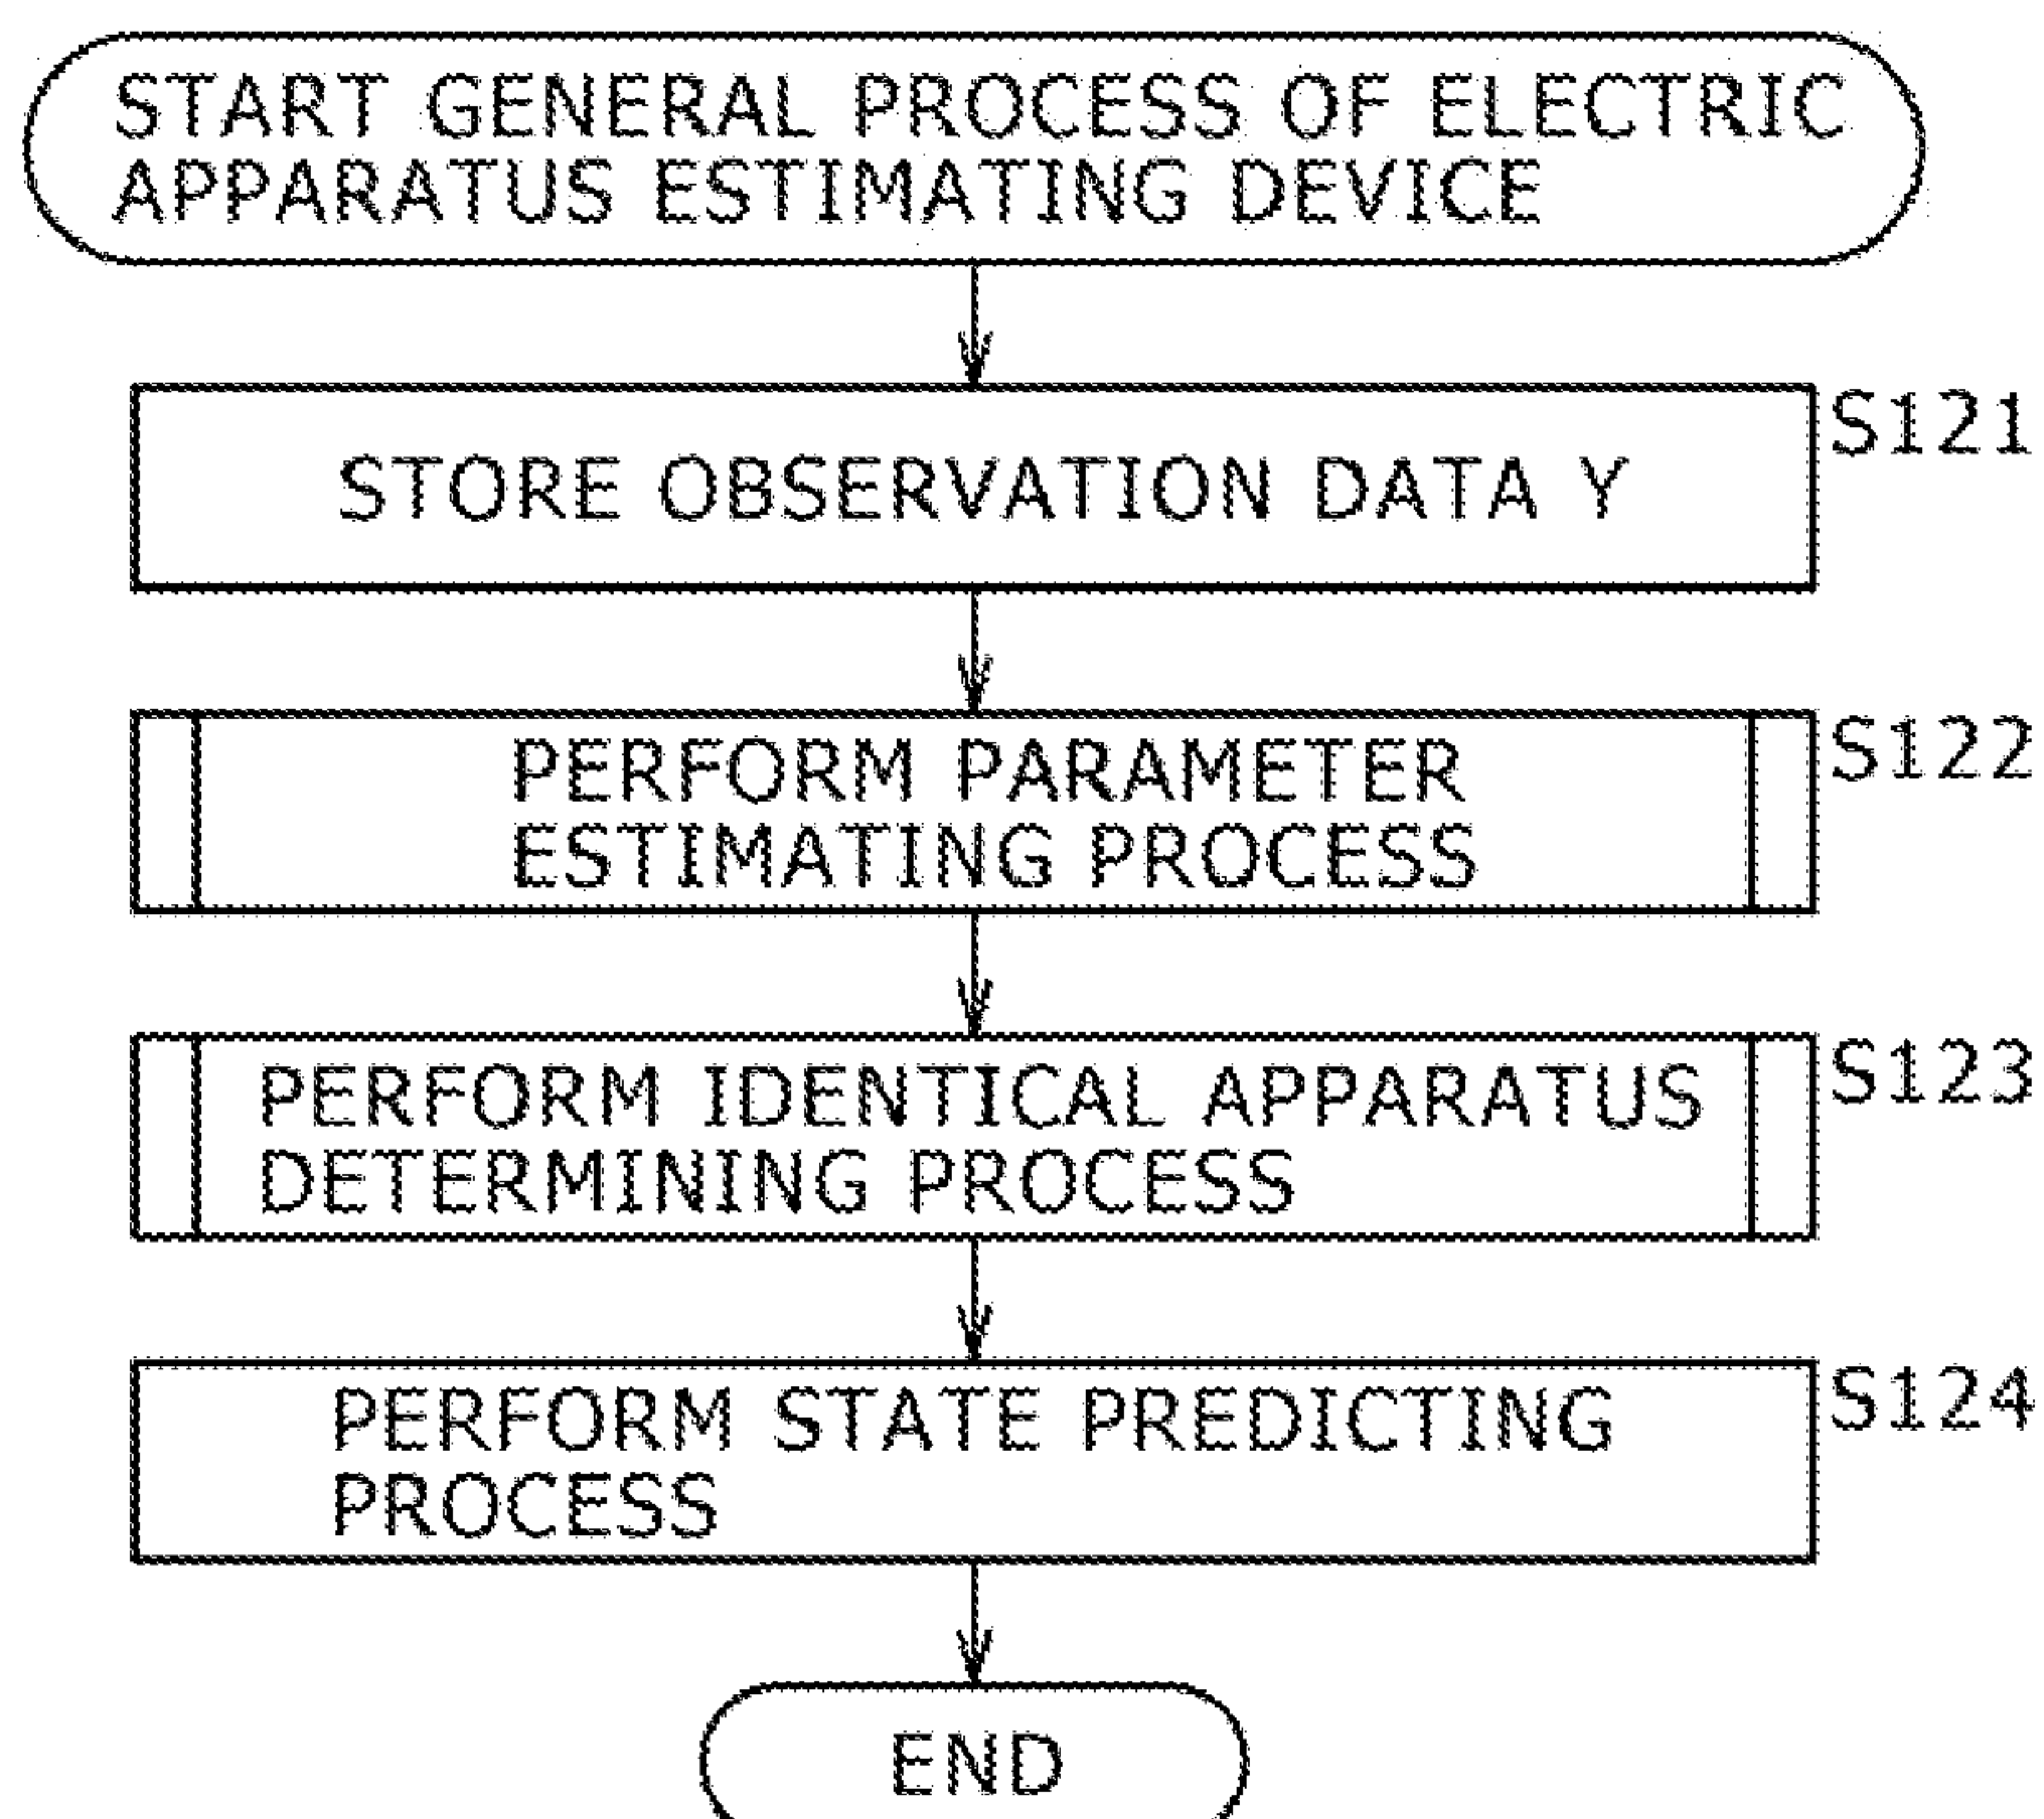 START GENERAL PROCESS OF ELECTRIC
APPARATUS ESTIMATING DEVICE
S121
STORE OBSERVATION DATA Y
S122
PERFORM PARAMETER
ESTIMATING PROCESS
S123
PERFORM IDENTICAL APPARATUS
DETERMINING PROCESS
S124
PERFORM STATE PREDICTING
PROCESS
END